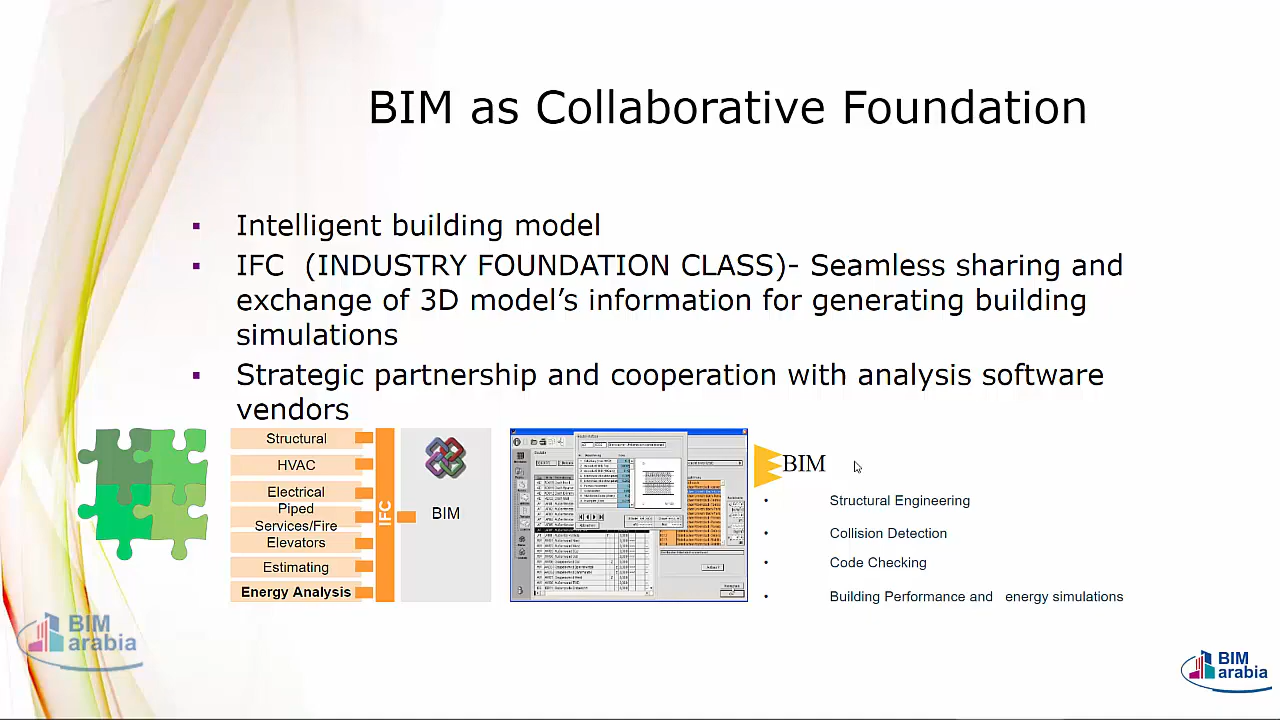 BIM as Collaborative Foundation
▪ Intelligent building model
▪ IFC (INDUSTRY FOUNDATION CLASS)- Seamless sharing and
exchange of 3D model’s information for generating building
simulations
▪ Strategic partnership and cooperation with analysis software
vendors
Structural
HVAC
Electrical
Piped
Services/Fire
Elevators
Estimating
Energy Analysis
IFC
BIM
BIM
• Structural Engineering
• Collision Detection
• Code Checking
• Building Performance and energy simulations
BIM
arabia
BIM
arabia